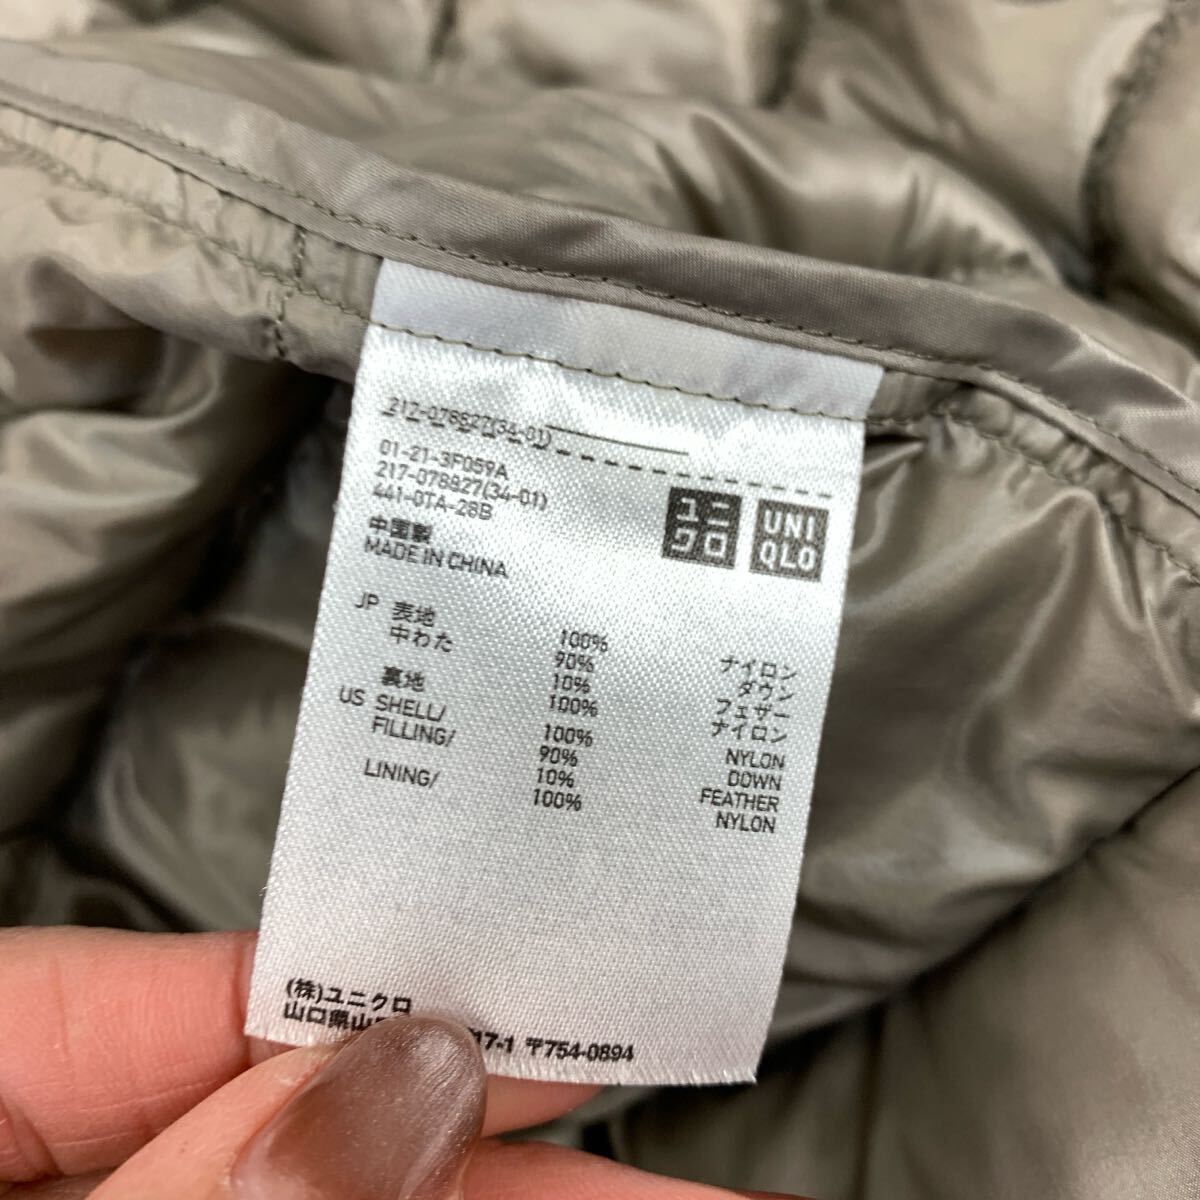 212-078827(34-01)
01-21-3F059A
217-078827(34-01)
441-0TA-28B
中国製
MADE IN CHINA
ユニ
クロ
UNI
QLO
JP 表地 100% ナイロン
中わた 90% ダウン
10% フェザー
裏地 100% ナイロン
US SHELL/ 100% NYLON
FILLING/ 90% DOWN
10% FEATHER
LINING/ 100% NYLON
(株)ユニクロ
山口県山 17-1 〒754-0894